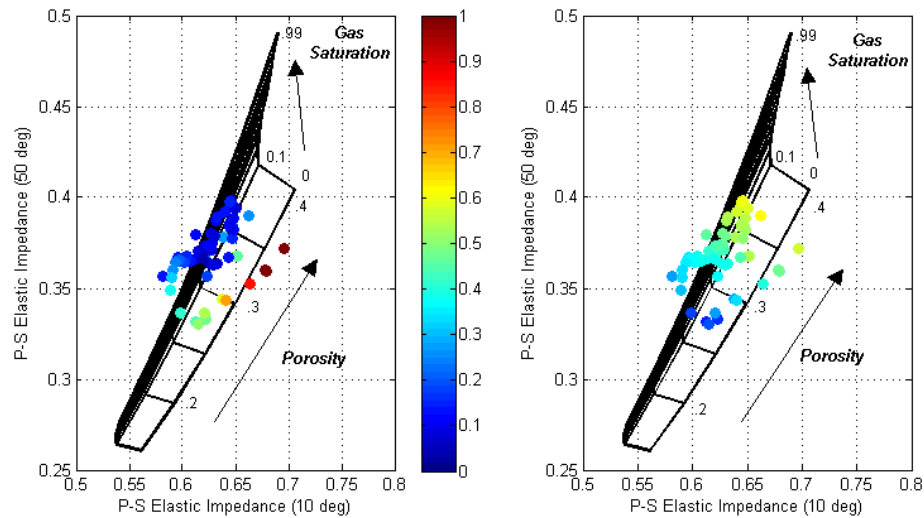 0.5
0.45
0.4
0.35
0.3
0.25
P-S Elastic Impedance (50 deg)
.99
Gas
Saturation
0.1
0
.4
.3
.2
Porosity
0.5 0.55 0.6 0.65 0.7 0.75 0.8
P-S Elastic Impedance (10 deg)
1
0.9
0.8
0.7
0.6
0.5
0.4
0.3
0.2
0.1
0
0.5
0.45
0.4
0.35
0.3
0.25
P-S Elastic Impedance (50 deg)
.99
Gas
Saturation
0.1
0
.4
.3
.2
Porosity
0.5 0.55 0.6 0.65 0.7 0.75 0.8
P-S Elastic Impedance (10 deg)